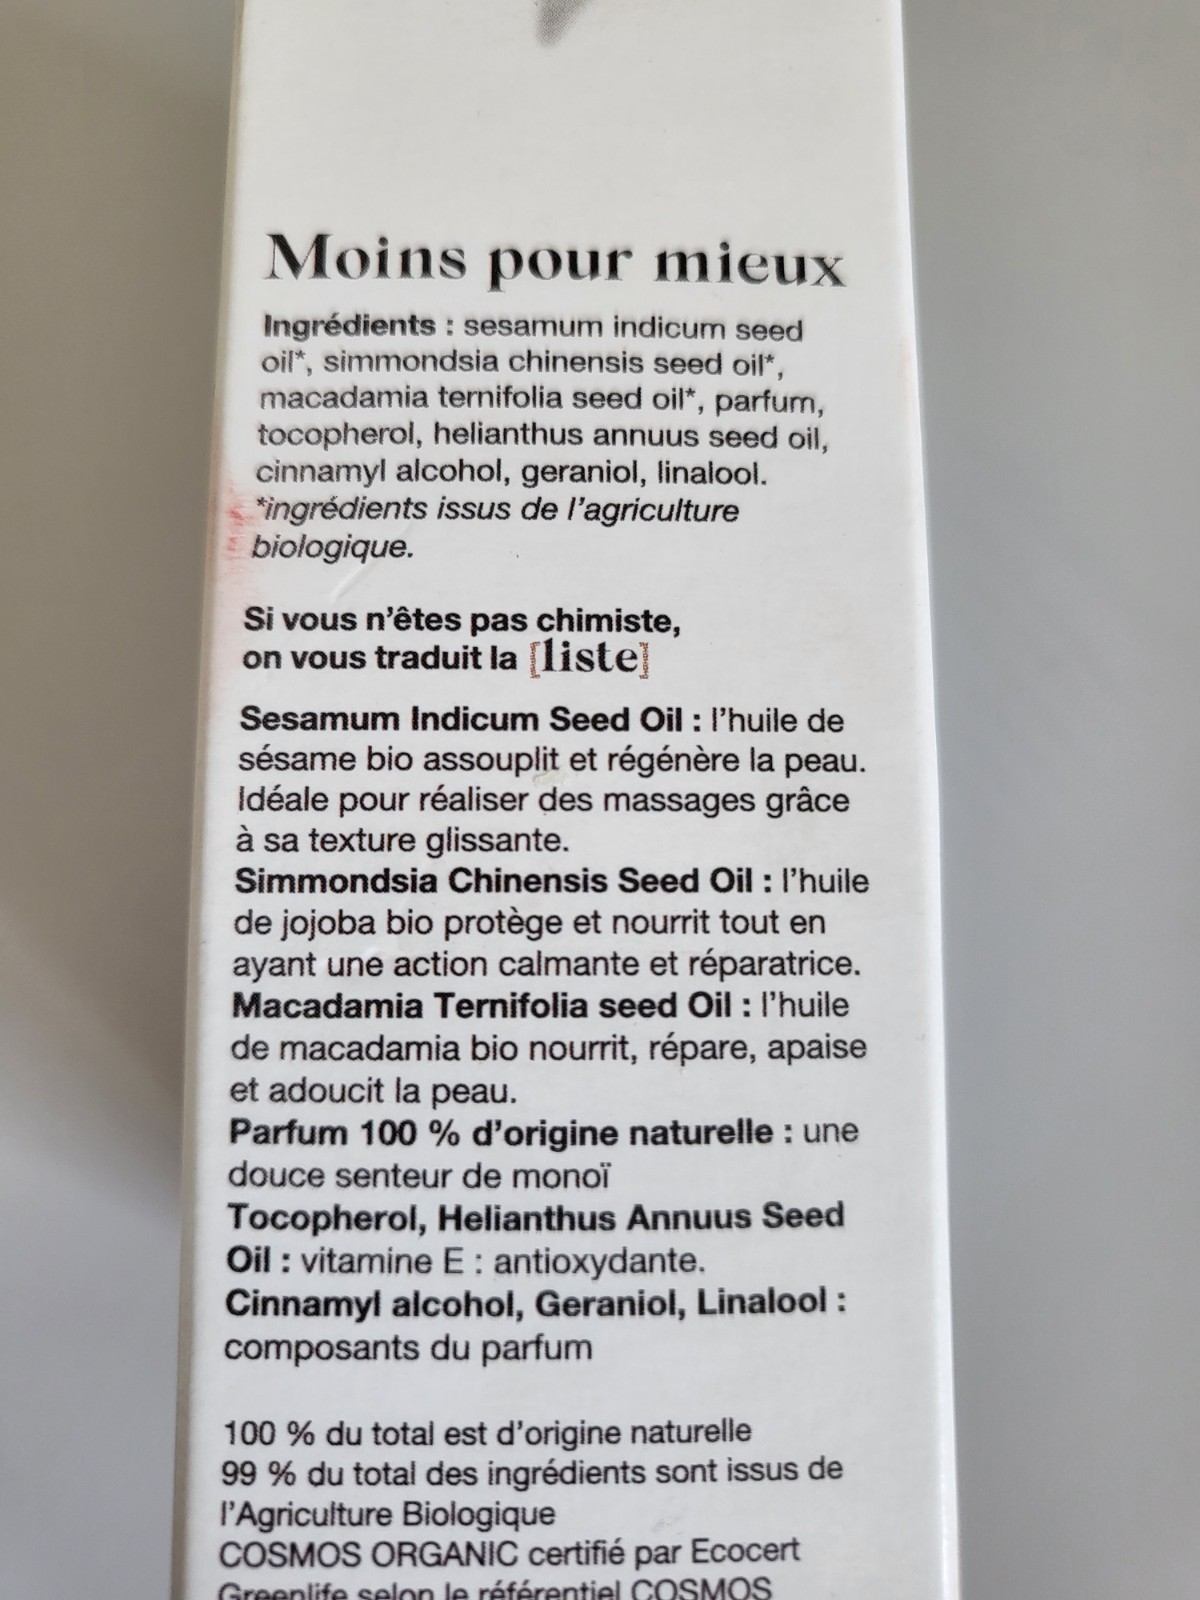 Moins pour mieux
Ingrédients : sesamum indicum seed
oil*, simmondsia chinensis seed oil*,
macadamia ternifolia seed oil*, parfum,
tocopherol, helianthus annuus seed oil,
cinnamyl alcohol, geraniol, linalool.
*ingrédients issus de l'agriculture
biologique.
Si vous n'êtes pas chimiste,
on vous traduit la [liste]
Sesamum Indicum Seed Oil : l'huile de
sésame bio assouplit et régénère la peau.
Idéale pour réaliser des massages grâce
à sa texture glissante.
Simmondsia Chinensis Seed Oil : l'huile
de jojoba bio protège et nourrit tout en
ayant une action calmante et réparatrice.
Macadamia Ternifolia seed Oil : l'huile
de macadamia bio nourrit, répare, apaise
et adoucit la peau.
Parfum 100 % d'origine naturelle : une
douce senteur de monoï
Tocopherol, Helianthus Annuus Seed
Oil : vitamine E : antioxydante.
Cinnamyl alcohol, Geraniol, Linalool :
composants du parfum
100 % du total est d'origine naturelle
99 % du total des ingrédients sont issus de
l'Agriculture Biologique
COSMOS ORGANIC certifié par Ecocert
Greenlife selon le référentiel COSMOS